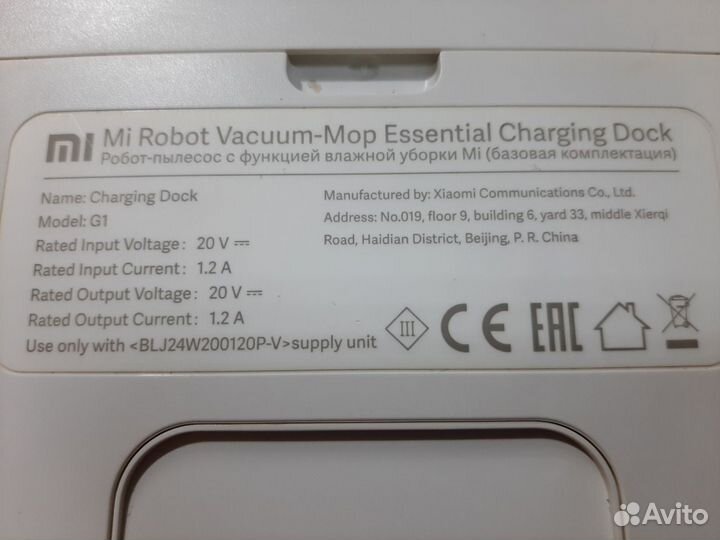 mi Mi Robot Vacuum-Mop Essential Charging Dock
Робот-пылесос с функцией влажной уборки Mi (базовая комплектация)
Name: Charging Dock
Model: G1
Rated Input Voltage: 20 V ⎓
Rated Input Current: 1.2 A
Rated Output Voltage: 20 V ⎓
Rated Output Current: 1.2 A
Use only with <BLJ24W200120P-V>supply unit
Manufactured by: Xiaomi Communications Co., Ltd.
Address: No.019, floor 9, building 6, yard 33, middle Xierqi
Road, Haidian District, Beijing, P. R. China
III CE EAC
Avito